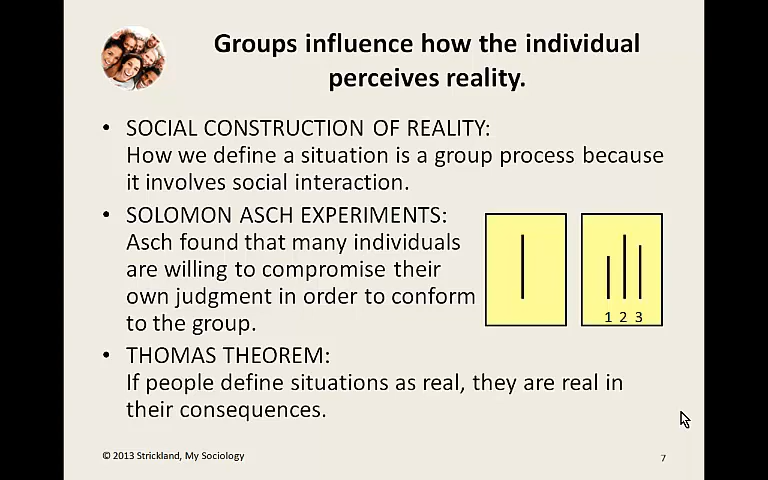 Groups influence how the individual
perceives reality.
• SOCIAL CONSTRUCTION OF REALITY:
How we define a situation is a group process because
it involves social interaction.
• SOLOMON ASCH EXPERIMENTS:
Asch found that many individuals
are willing to compromise their
own judgment in order to conform
to the group.
1 2 3
• THOMAS THEOREM:
If people define situations as real, they are real in
their consequences.
© 2013 Strickland, My Sociology
7